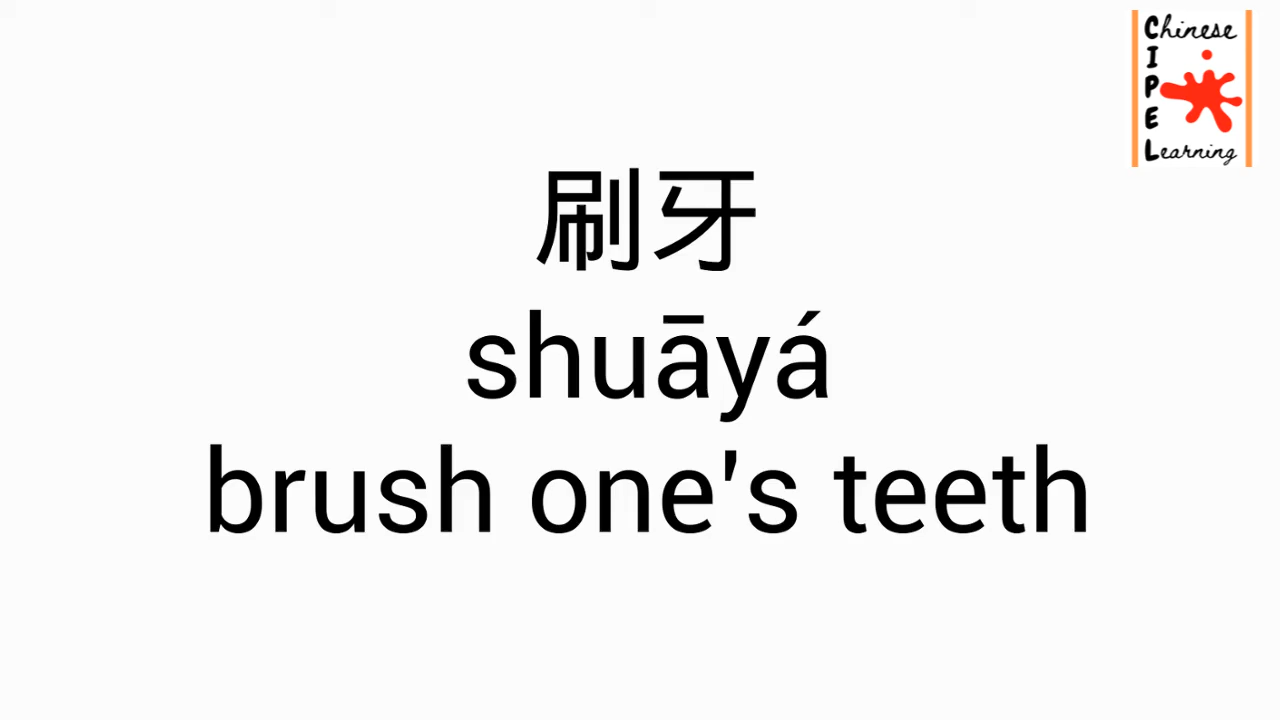 Chinese
I
P
E
Learning
刷牙
shuāyá
brush one's teeth